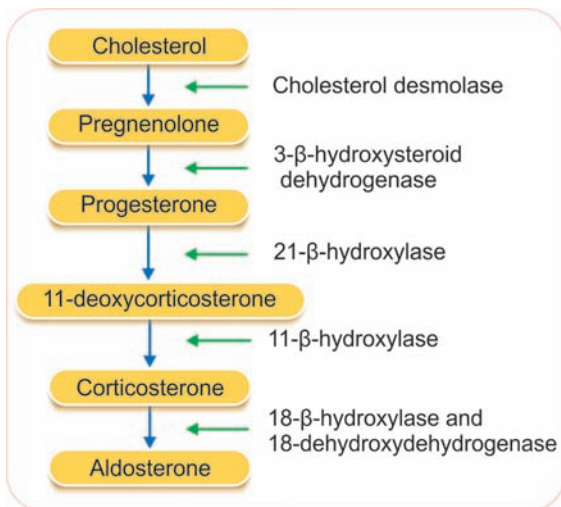 Cholesterol
Cholesterol desmolase
Pregnenolone
3-β-hydroxysteroid
dehydrogenase
Progesterone
21-β-hydroxylase
11-deoxycorticosterone
11-β-hydroxylase
Corticosterone
18-β-hydroxylase and
18-dehydroxydehydrogenase
Aldosterone